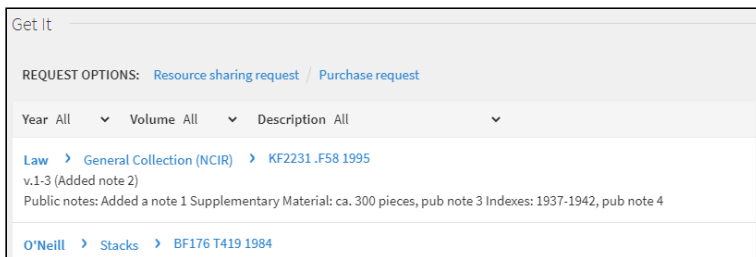 Get It
REQUEST OPTIONS: Resource sharing request / Purchase request
Year All Volume All Description All
Law > General Collection (NCIR) > KF2231 .F58 1995
v.1-3 (Added note 2)
Public notes: Added a note 1 Supplementary Material: ca. 300 pieces, pub note 3 Indexes: 1937-1942, pub note 4
O'Neill > Stacks > BF176 T419 1984